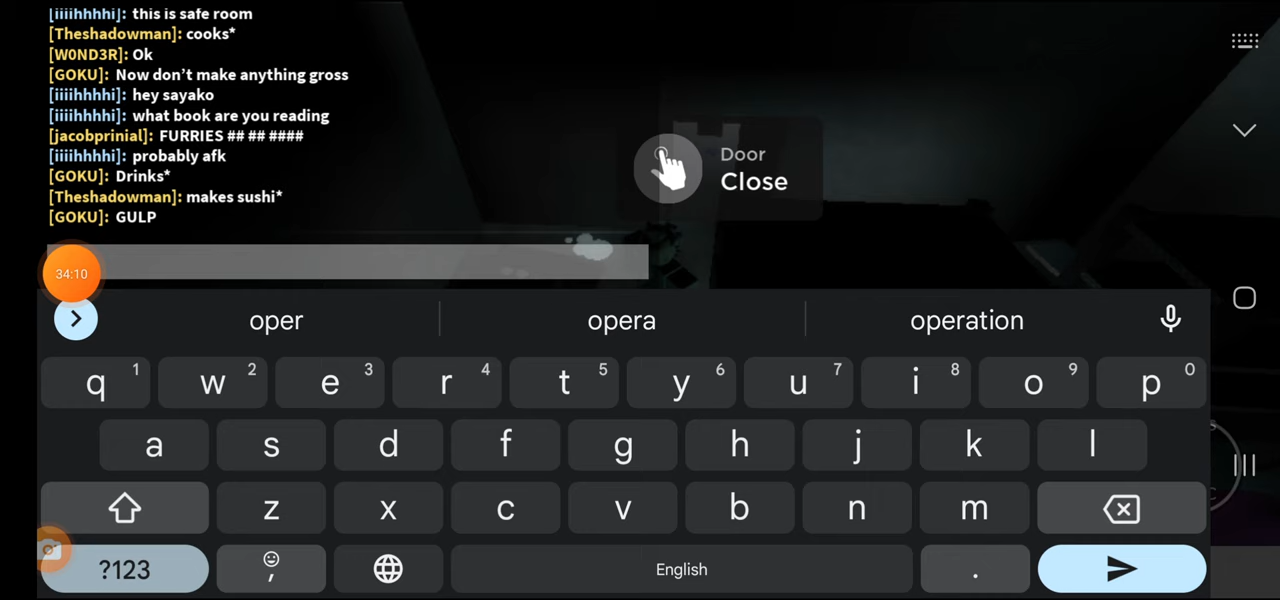 [iiiihhhhi]: this is safe room
[Theshadowman]: cooks*
[W0ND3R]: Ok
[GOKU]: Now don’t make anything gross
[iiiihhhhi]: hey sayako
[iiiihhhhi]: what book are you reading
[jacobprinial]: FURRIES ## ## ####
[iiiihhhhi]: probably afk
[GOKU]: Drinks*
[Theshadowman]: makes sushi*
[GOKU]: GULP
Door
Close
34:10
oper opera operation
q 1 w 2 e 3 r 4 t 5 y 6 u 7 i 8 o 9 p 0
a s d f g h j k l
z x c v b n m
?123 , English .